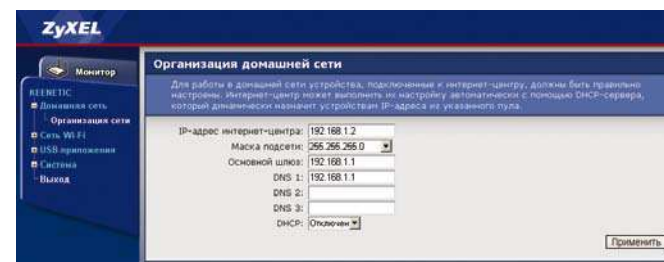 ZyXEL
Монитор
KEENETIC
Домашняя сеть
Организация сети
Сеть Wi-Fi
USB приложения
Система
Выход
Организация домашней сети
Для работы в домашней сети устройства, подключенные к интернет-центру, должны быть правильно
настроены. Интернет-центр может выполнить их настройку автоматически с помощью DHCP-сервера,
который динамически назначит устройствам IP-адреса из указанного пула.
IP-адрес интернет-центра: 192.168.1.2
Маска подсети: 255.255.255.0
Основной шлюз: 192.168.1.1
DNS 1: 192.168.1.1
DNS 2:
DNS 3:
DHCP: Отключен
Применить